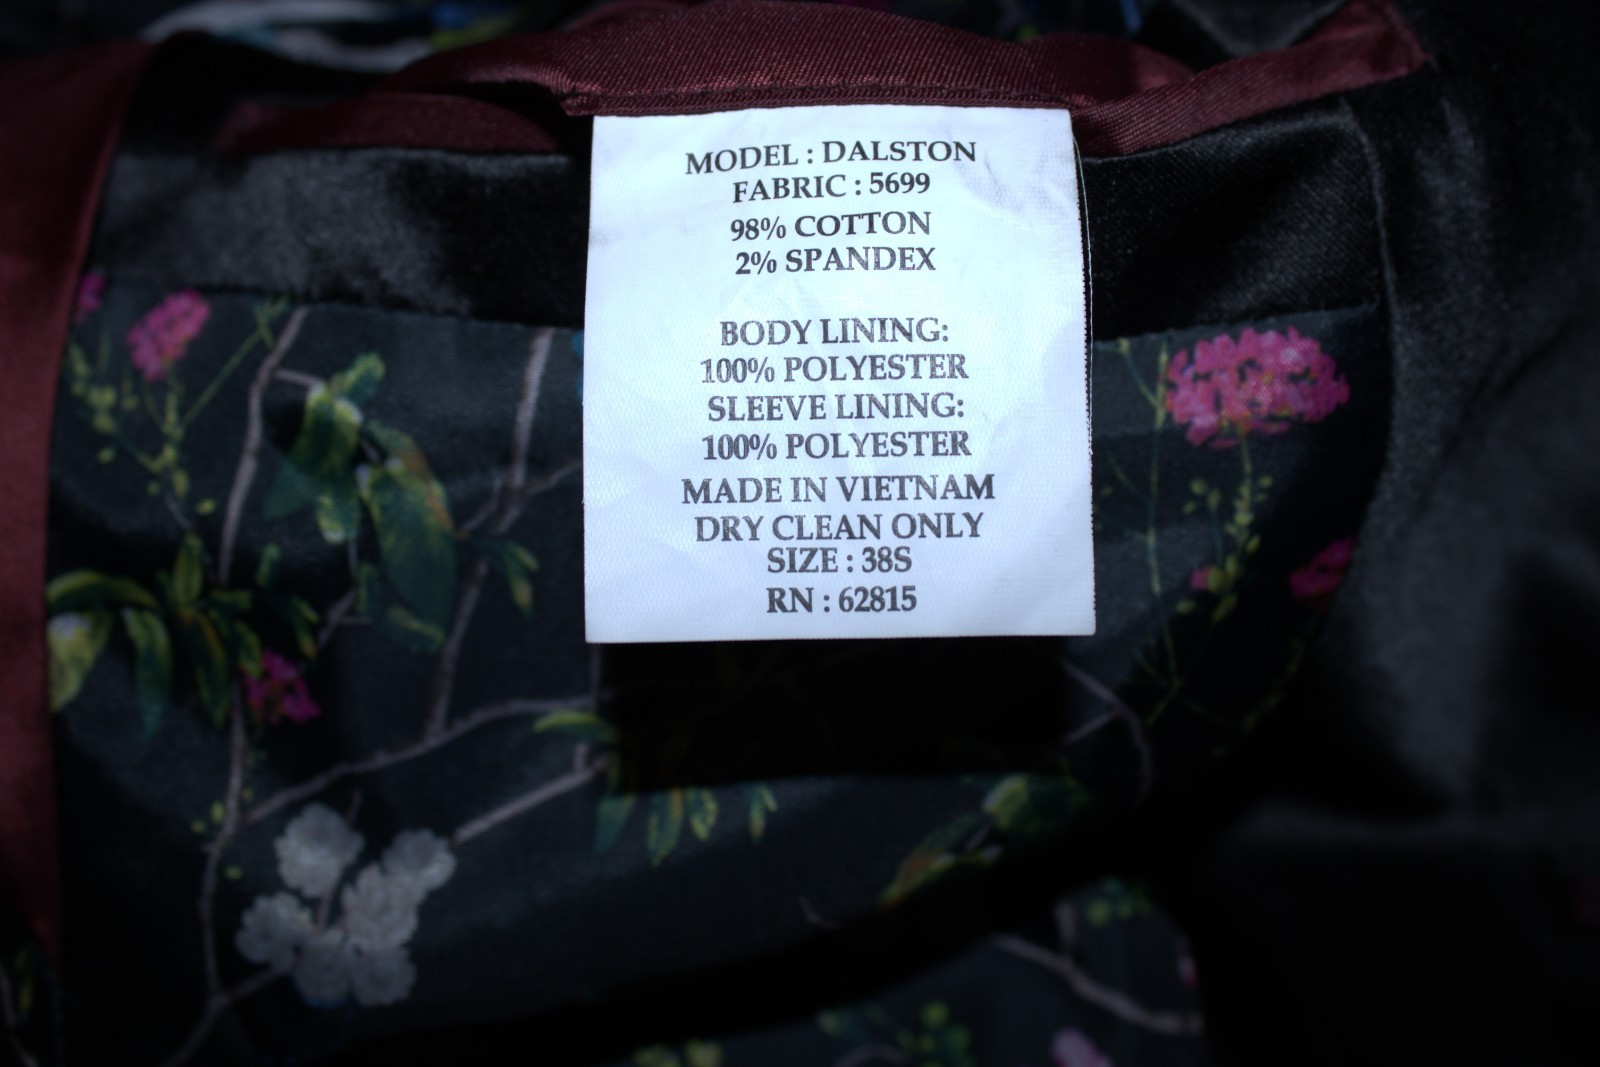 MODEL : DALSTON
FABRIC : 5699
98% COTTON
2% SPANDEX
BODY LINING:
100% POLYESTER
SLEEVE LINING:
100% POLYESTER
MADE IN VIETNAM
DRY CLEAN ONLY
SIZE : 38S
RN : 62815